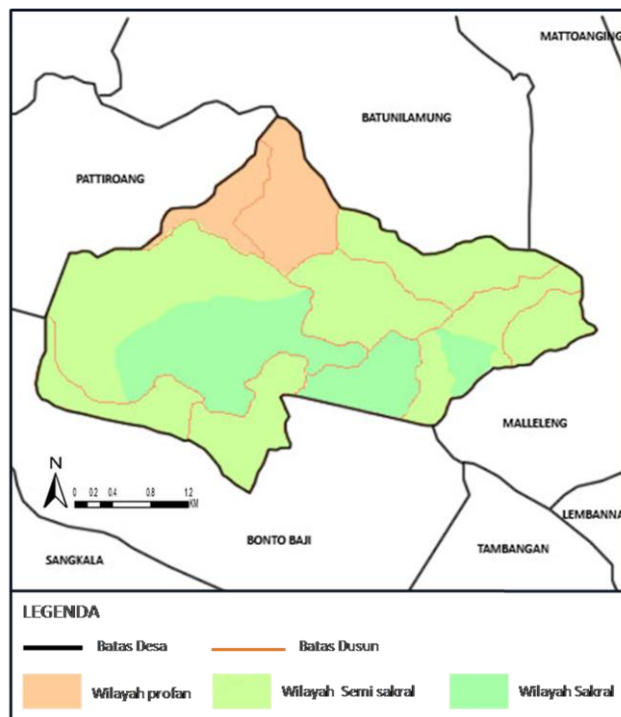 MATTOANGING
BATUNILAMUNG
PATTIROANG
MALLELENG
N
0 0.2 0.4 0.8 1.2
KM
LEMBANNA
BONTO BAJI
TAMBANGAN
SANGKALA
LEGENDA
Batas Desa Batas Dusun
Wilayah profan Wilayah Semi sakral Wilayah Sakral